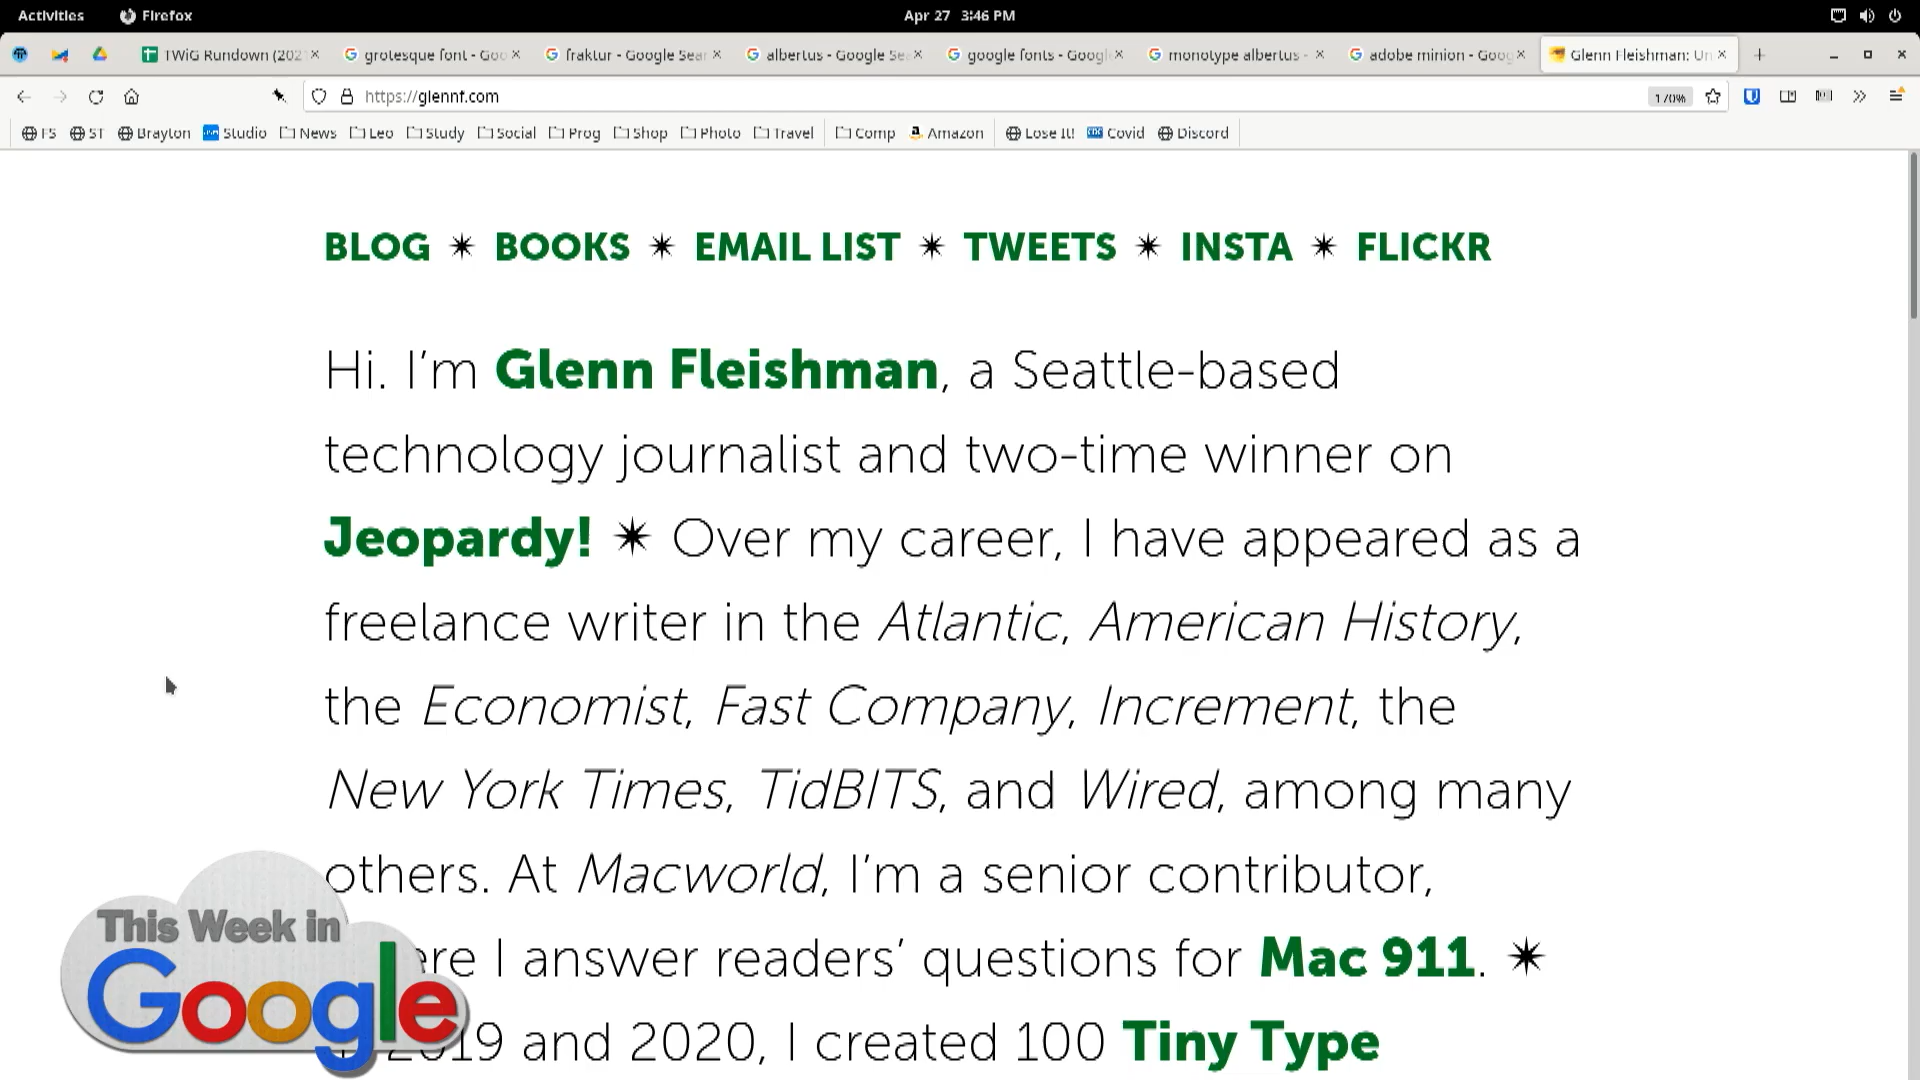 Activities Firefox Apr 27 3:46 PM
TWiG Rundown (202 grotesque font - Goo fraktur - Google Sear albertus - Google Se google fonts - Googl monotype albertus - adobe minion - Goog Glenn Fleishman: Un
https://glennf.com 170%
FS ST Brayton Studio News Leo Study Social Prog Shop Photo Travel Comp Amazon Lose It! Covid Discord
BLOG ✷ BOOKS ✷ EMAIL LIST ✷ TWEETS ✷ INSTA ✷ FLICKR
Hi. I’m Glenn Fleishman, a Seattle-based
technology journalist and two-time winner on
Jeopardy! ✷ Over my career, I have appeared as a
freelance writer in the Atlantic, American History,
the Economist, Fast Company, Increment, the
New York Times, TidBITS, and Wired, among many
others. At Macworld, I’m a senior contributor,
ere I answer readers’ questions for Mac 911. ✷
2019 and 2020, I created 100 Tiny Type
This Week in
Google